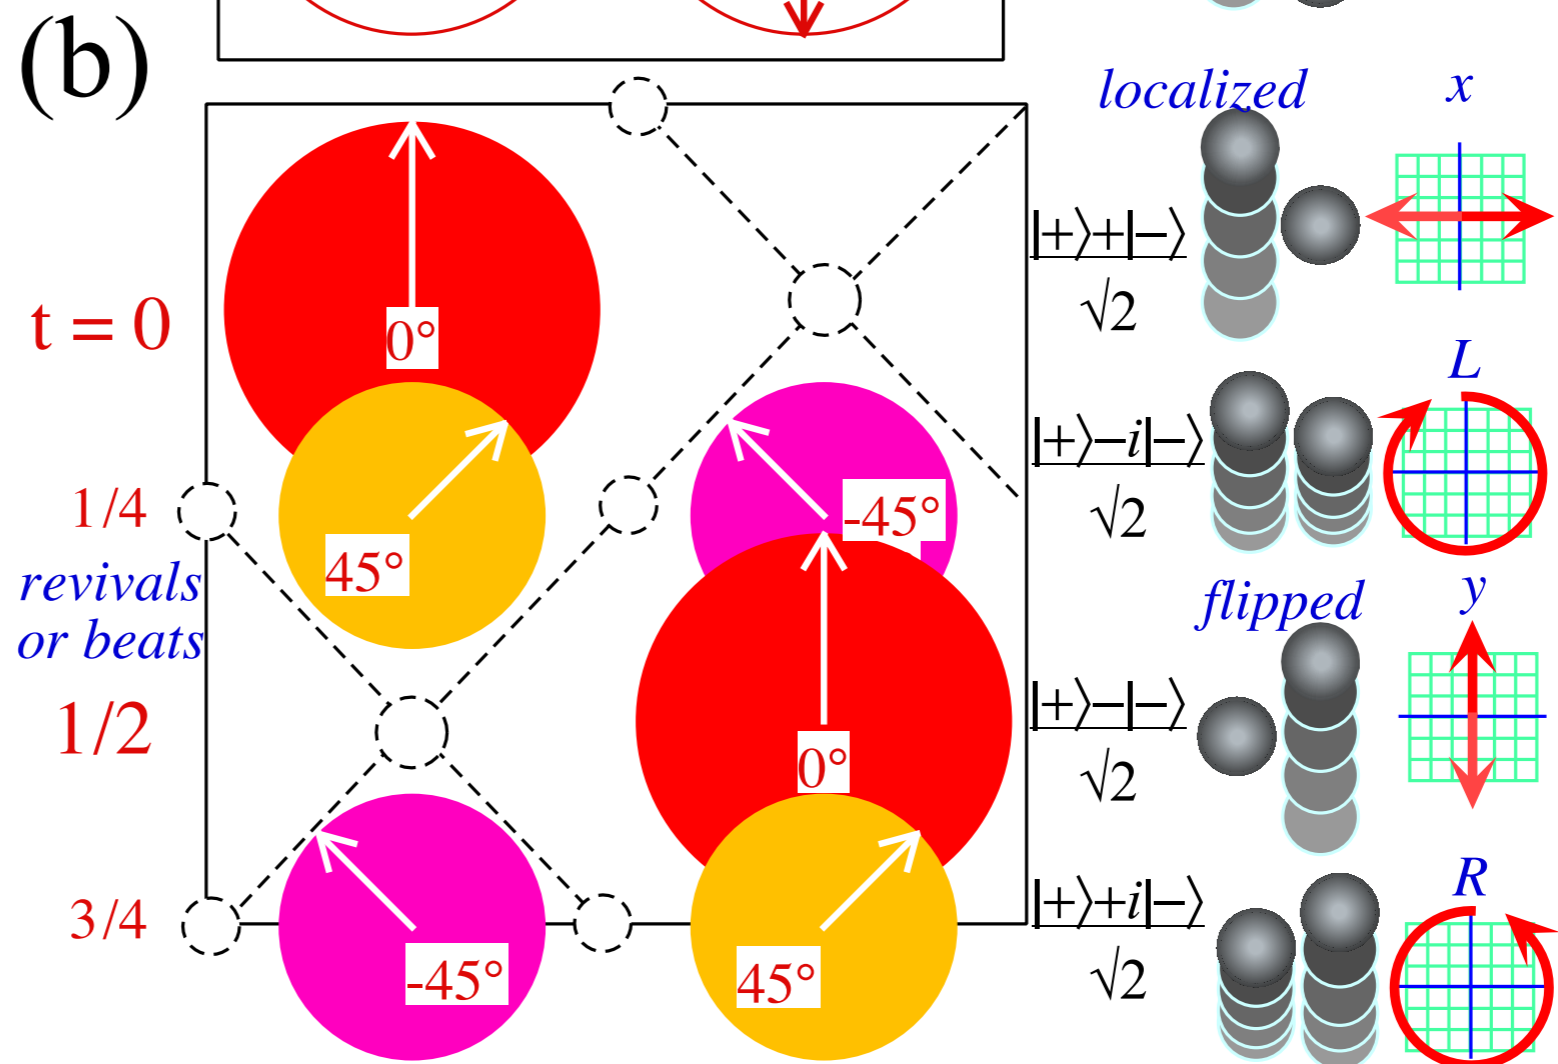 (b)
localized
x
|+⟩+|−⟩
√2
t = 0
0°
L
|+⟩−i|−⟩
√2
1/4
45°
-45°
revivals
or beats
flipped
y
|+⟩−|−⟩
√2
1/2
0°
R
|+⟩+i|−⟩
√2
3/4
-45°
45°